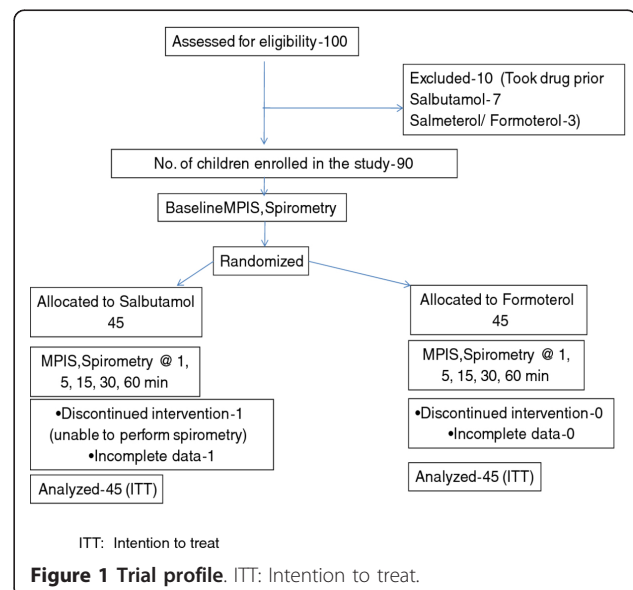 Assessed for eligibility-100
Excluded-10 (Took drug prior
Salbutamol-7
Salmeterol/ Formoterol-3)
No. of children enrolled in the study-90
BaselineMPIS,Spirometry
Randomized
Allocated to Salbutamol
45
MPIS,Spirometry @ 1,
5, 15, 30, 60 min
•Discontinued intervention-1
(unable to perform spirometry)
•Incomplete data-1
Analyzed-45 (ITT)
Allocated to Formoterol
45
MPIS,Spirometry @ 1,
5, 15, 30, 60 min
•Discontinued intervention-0
•Incomplete data-0
Analyzed-45 (ITT)
ITT: Intention to treat
Figure 1 Trial profile. ITT: Intention to treat.